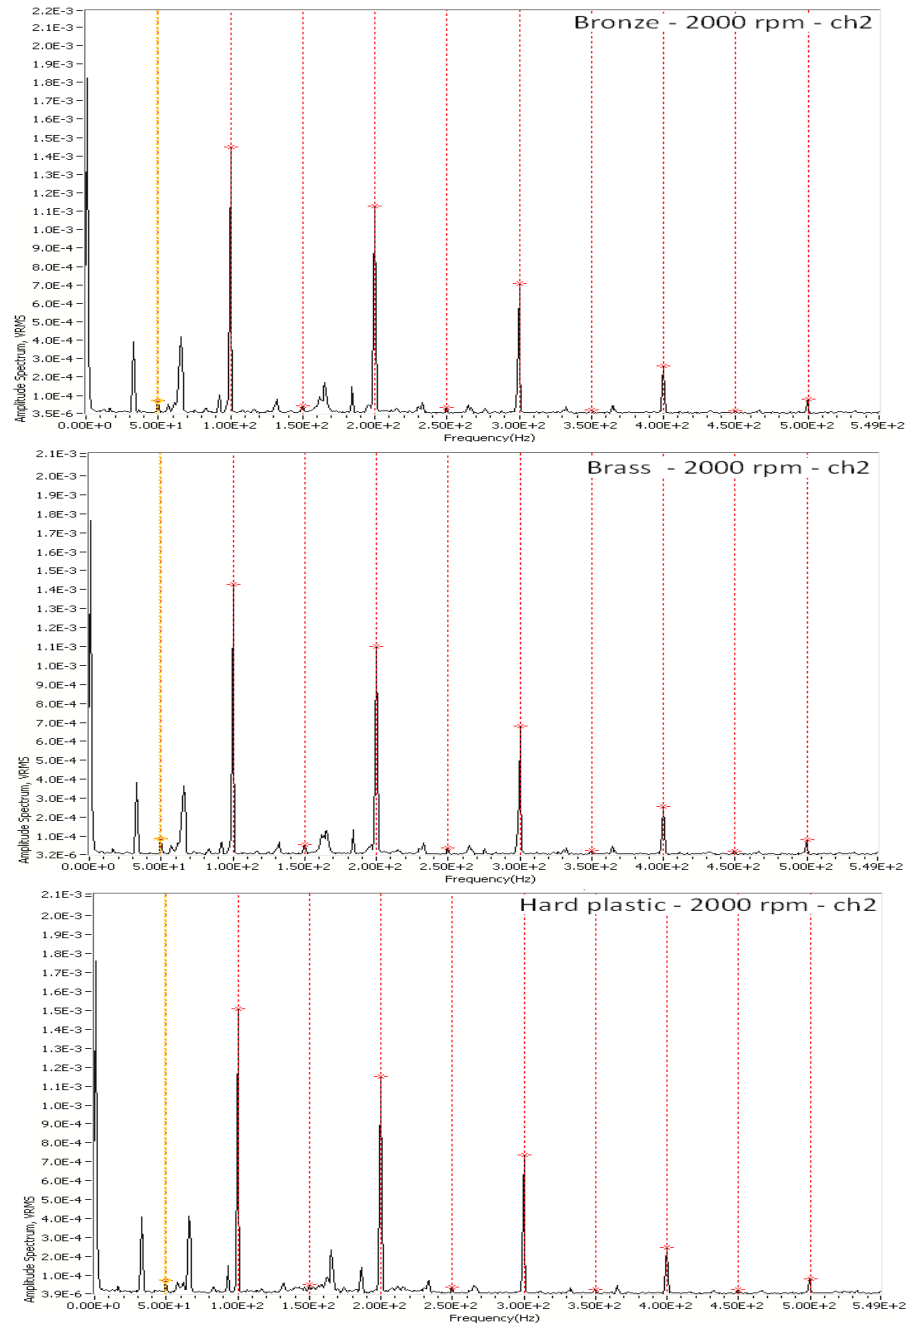 Bronze - 2000 rpm - ch2
2.2E-3
2.1E-3
2.0E-3
1.9E-3
1.8E-3
1.7E-3
1.6E-3
1.5E-3
1.4E-3
1.3E-3
1.2E-3
1.1E-3
1.0E-3
9.0E-4
8.0E-4
7.0E-4
6.0E-4
5.0E-4
4.0E-4
3.0E-4
2.0E-4
1.0E-4
3.5E-6
Amplitude Spectrum, VRMS
0.00E+0 5.00E+1 1.00E+2 1.50E+2 2.00E+2 2.50E+2 3.00E+2 3.50E+2 4.00E+2 4.50E+2 5.00E+2 5.49E+2
Frequency(Hz)
Brass - 2000 rpm - ch2
2.1E-3
2.0E-3
1.9E-3
1.8E-3
1.7E-3
1.6E-3
1.5E-3
1.4E-3
1.3E-3
1.2E-3
1.1E-3
1.0E-3
9.0E-4
8.0E-4
7.0E-4
6.0E-4
5.0E-4
4.0E-4
3.0E-4
2.0E-4
1.0E-4
3.2E-6
Amplitude Spectrum, VRMS
0.00E+0 5.00E+1 1.00E+2 1.50E+2 2.00E+2 2.50E+2 3.00E+2 3.50E+2 4.00E+2 4.50E+2 5.00E+2 5.49E+2
Frequency(Hz)
Hard plastic - 2000 rpm - ch2
2.1E-3
2.0E-3
1.9E-3
1.8E-3
1.7E-3
1.6E-3
1.5E-3
1.4E-3
1.3E-3
1.2E-3
1.1E-3
1.0E-3
9.0E-4
8.0E-4
7.0E-4
6.0E-4
5.0E-4
4.0E-4
3.0E-4
2.0E-4
1.0E-4
3.9E-6
Amplitude Spectrum, VRMS
0.00E+0 5.00E+1 1.00E+2 1.50E+2 2.00E+2 2.50E+2 3.00E+2 3.50E+2 4.00E+2 4.50E+2 5.00E+2 5.49E+2
Frequency(Hz)